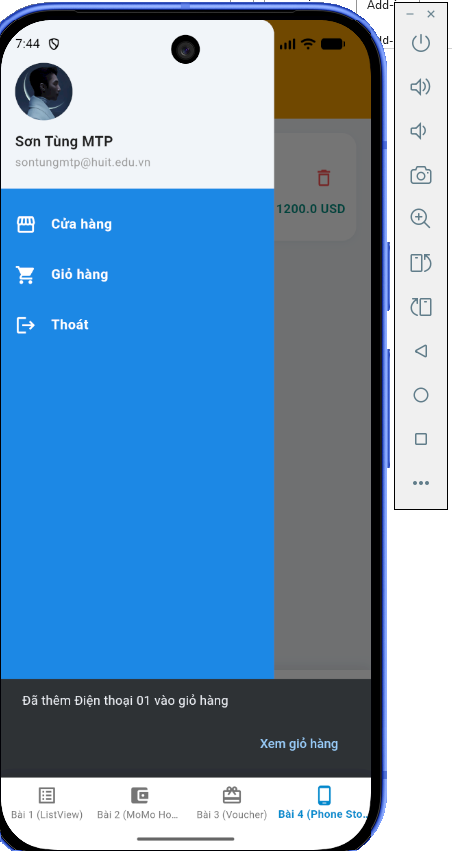 Add-
dd-
7:44
Sơn Tùng MTP
sontungmtp@huit.edu.vn
1200.0 USD
Cửa hàng
Giỏ hàng
Thoát
Đã thêm Điện thoại 01 vào giỏ hàng
Xem giỏ hàng
Bài 1 (ListView)
Bài 2 (MoMo Ho...
Bài 3 (Voucher)
Bài 4 (Phone Sto...